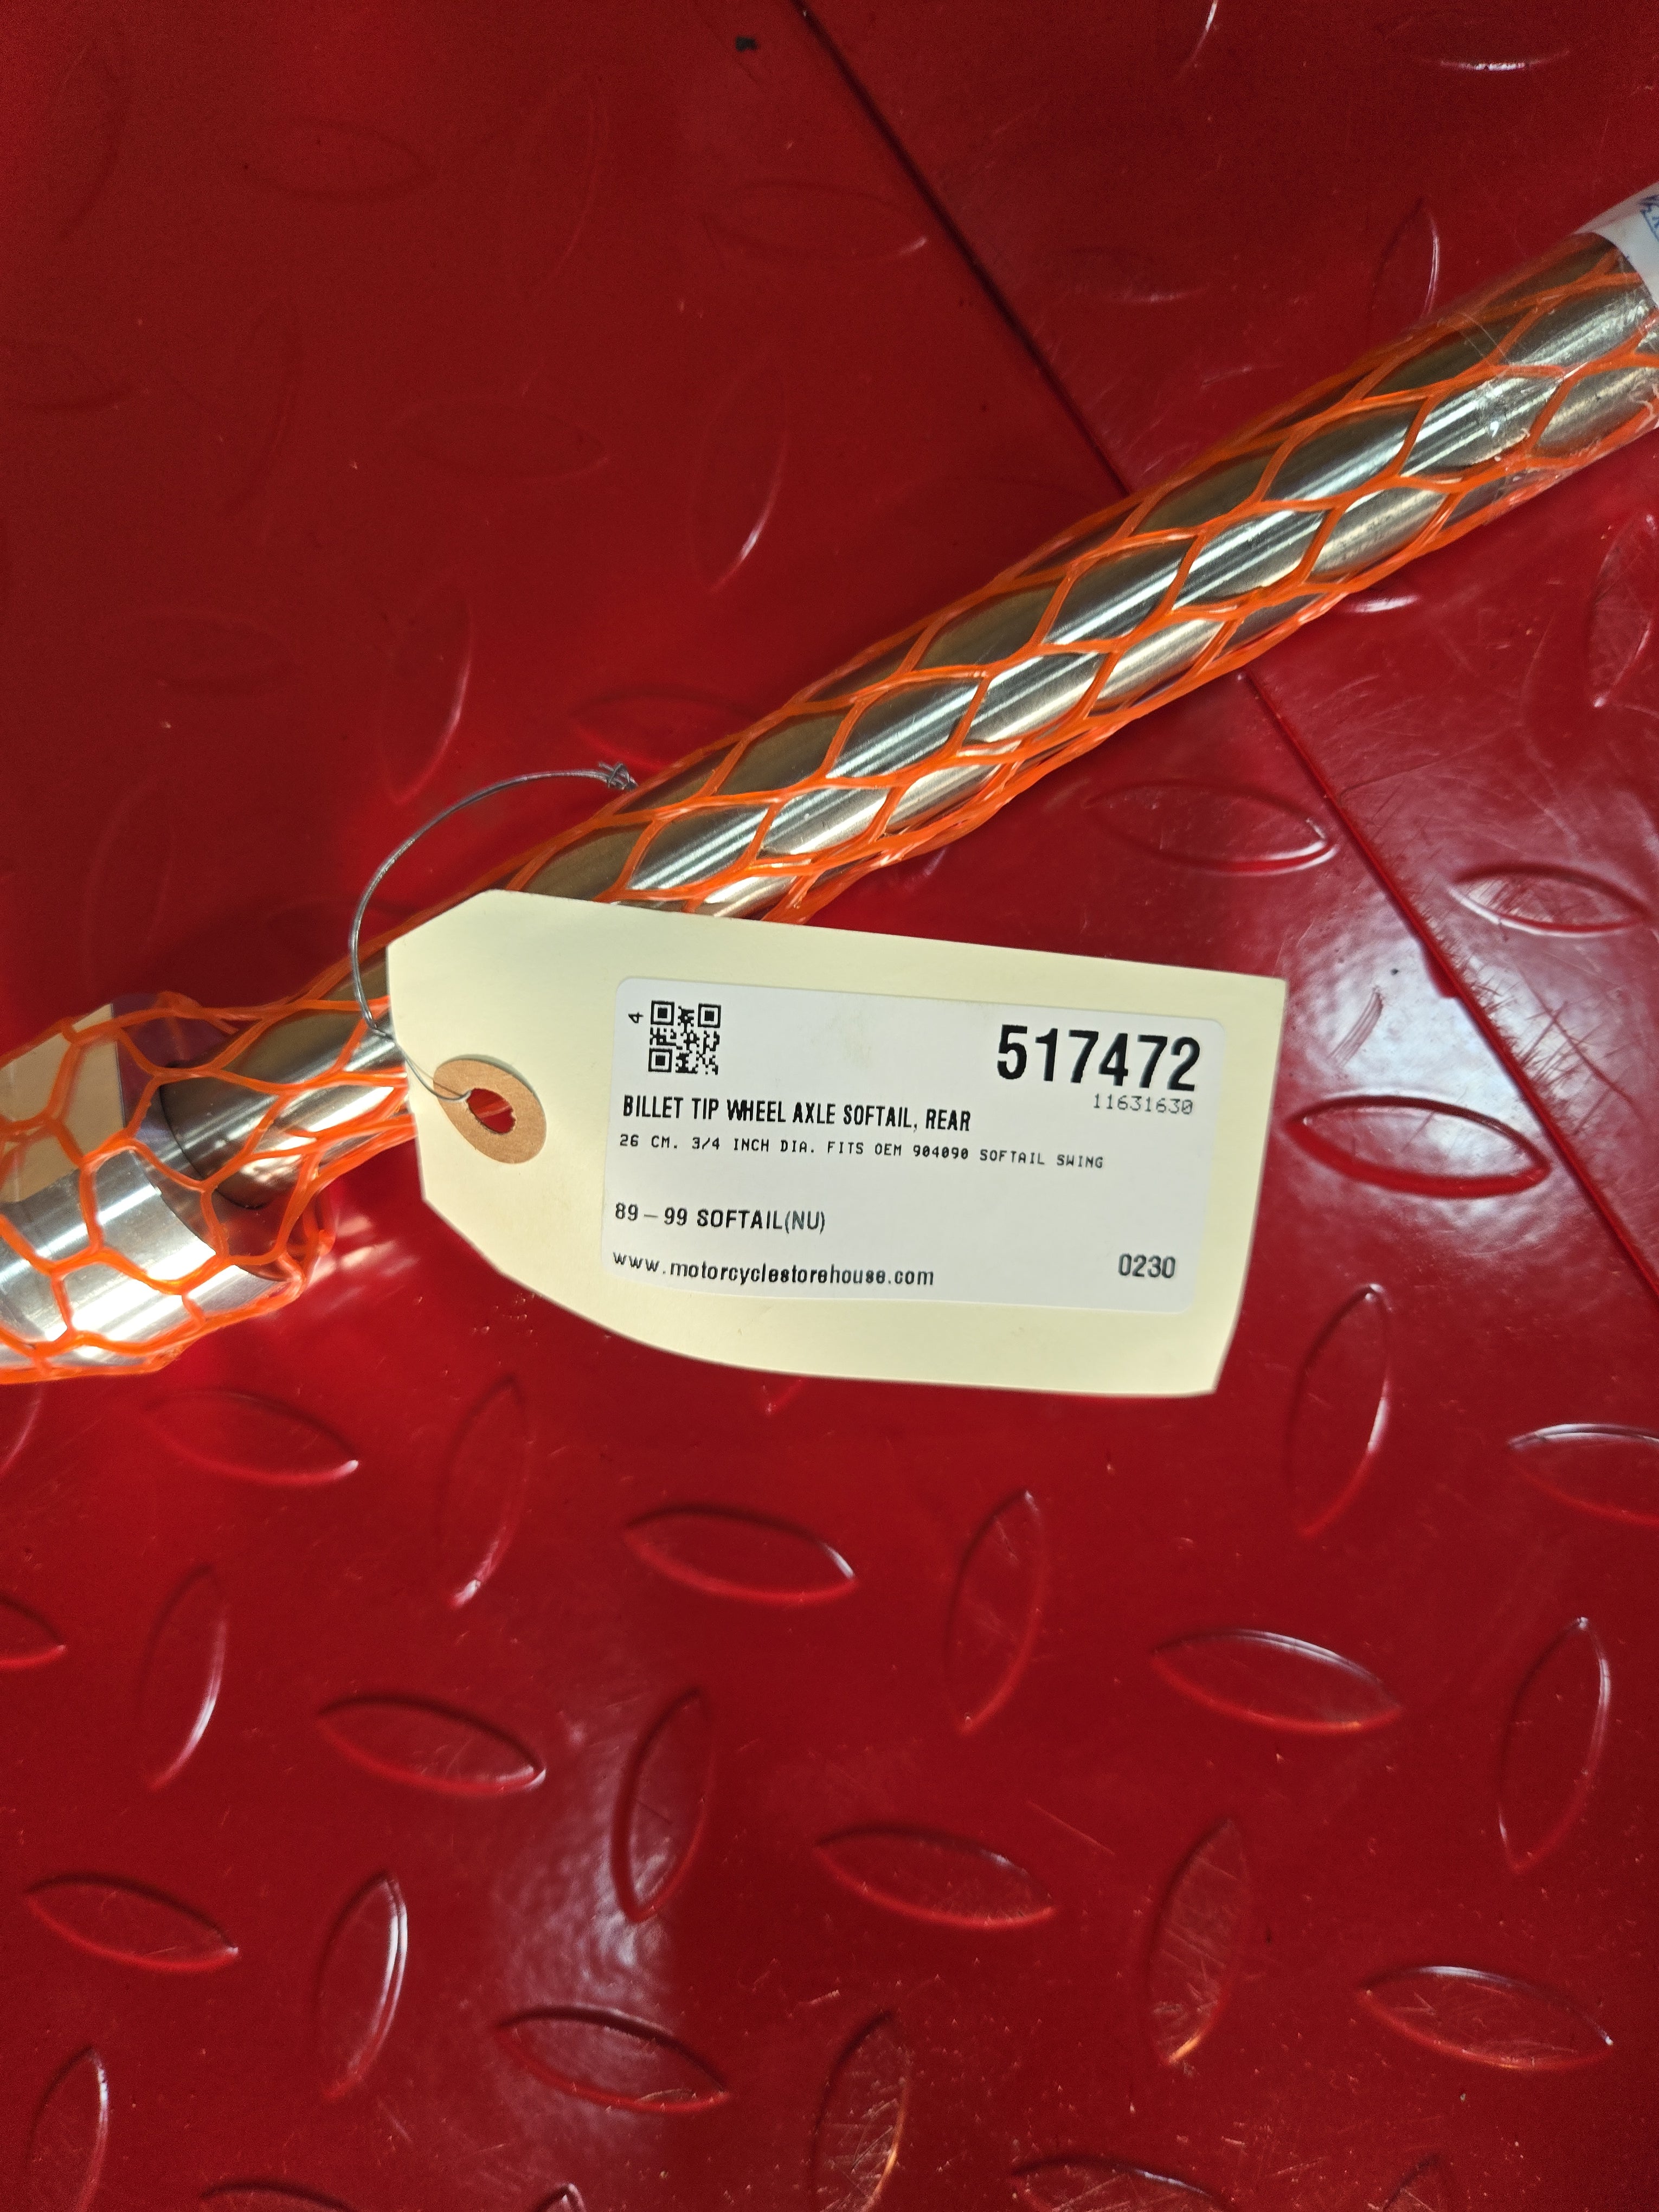 4
517472
11631630
BILLET TIP WHEEL AXLE SOFTAIL, REAR
26 CM. 3/4 INCH DIA. FITS OEM 904090 SOFTAIL SWING
89-99 SOFTAIL(NU)
www.motorcyclestorehouse.com
0230